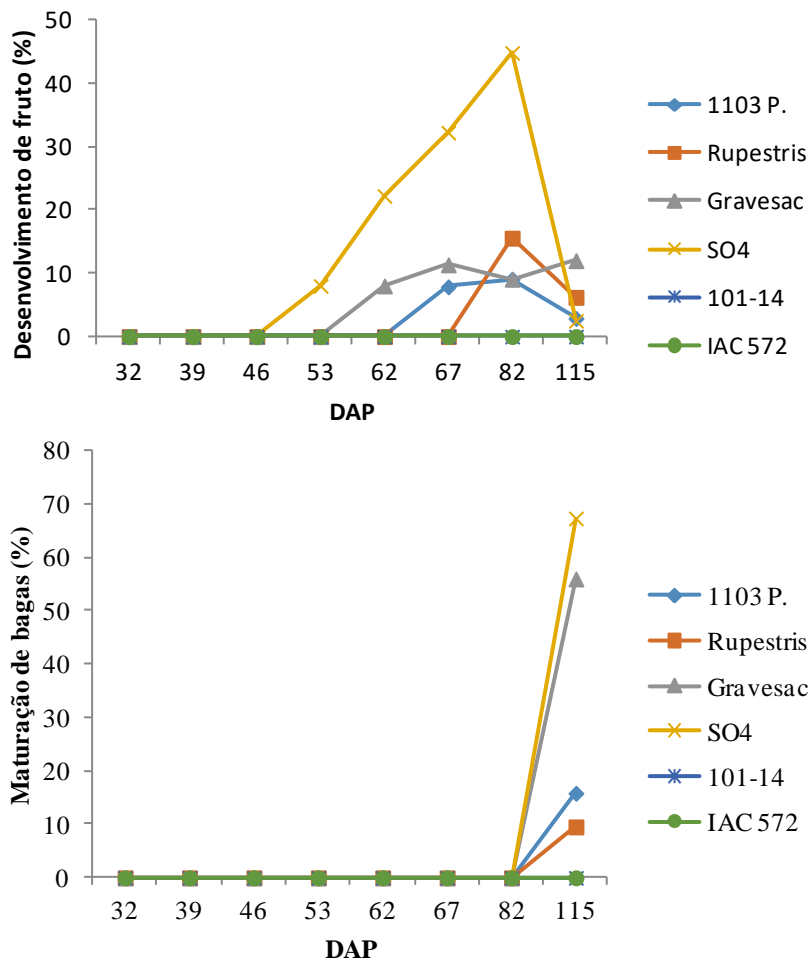 Desenvolvimento de fruto (%)
50
40
30
20
10
0
32 39 46 53 62 67 82 115
DAP
1103 P.
Rupestris
Gravesac
SO4
101-14
IAC 572
Maturação de bagas (%)
80
70
60
50
40
30
20
10
0
32 39 46 53 62 67 82 115
DAP
1103 P.
Rupestris
Gravesac
SO4
101-14
IAC 572